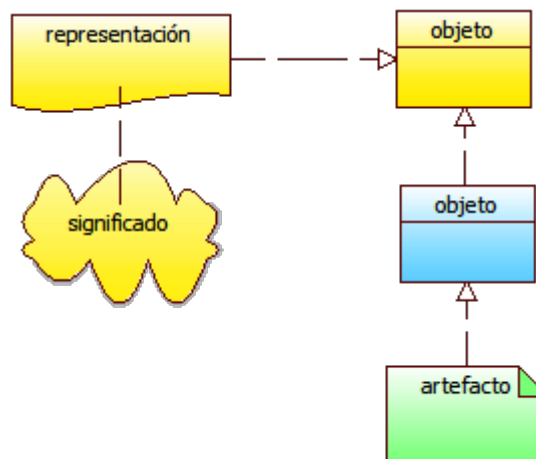 representación
objeto
significado
objeto
artefacto